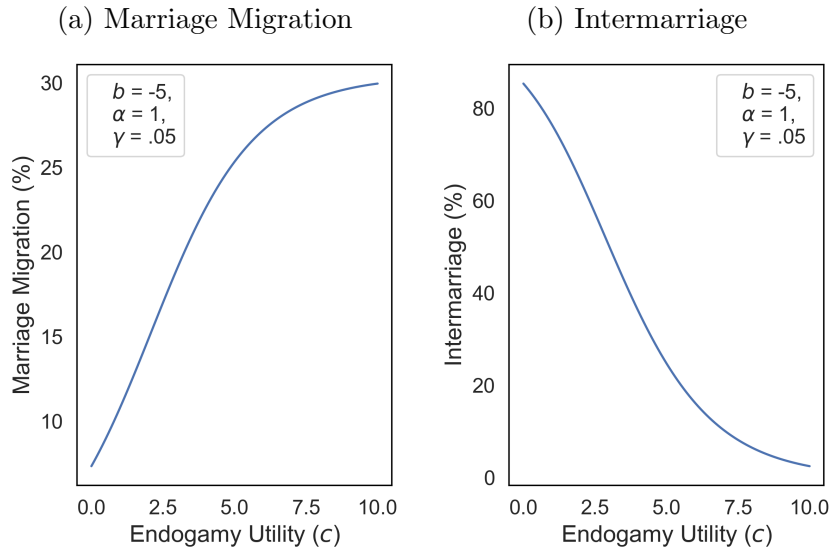 (a) Marriage Migration
b = -5,
α = 1,
γ = .05
30
25
20
15
10
Marriage Migration (%)
0.0 2.5 5.0 7.5 10.0
Endogamy Utility (c)
(b) Intermarriage
b = -5,
α = 1,
γ = .05
80
60
40
20
0
Intermarriage (%)
0.0 2.5 5.0 7.5 10.0
Endogamy Utility (c)